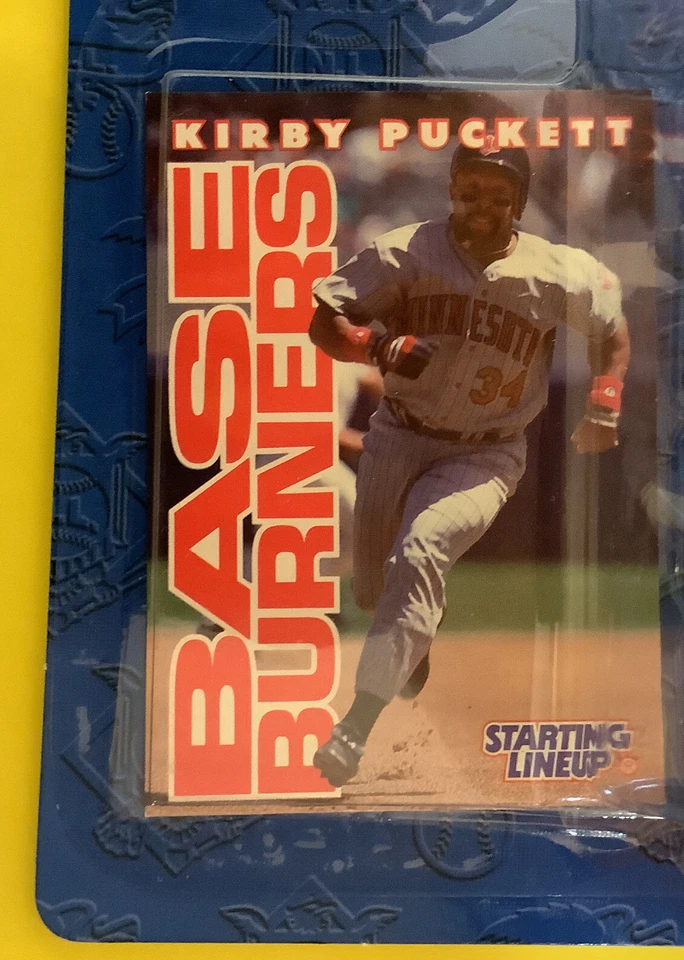 KIRBY PUCKETT
BASE
BURNERS
MINNESOTA
34
STARTING
LINEUP